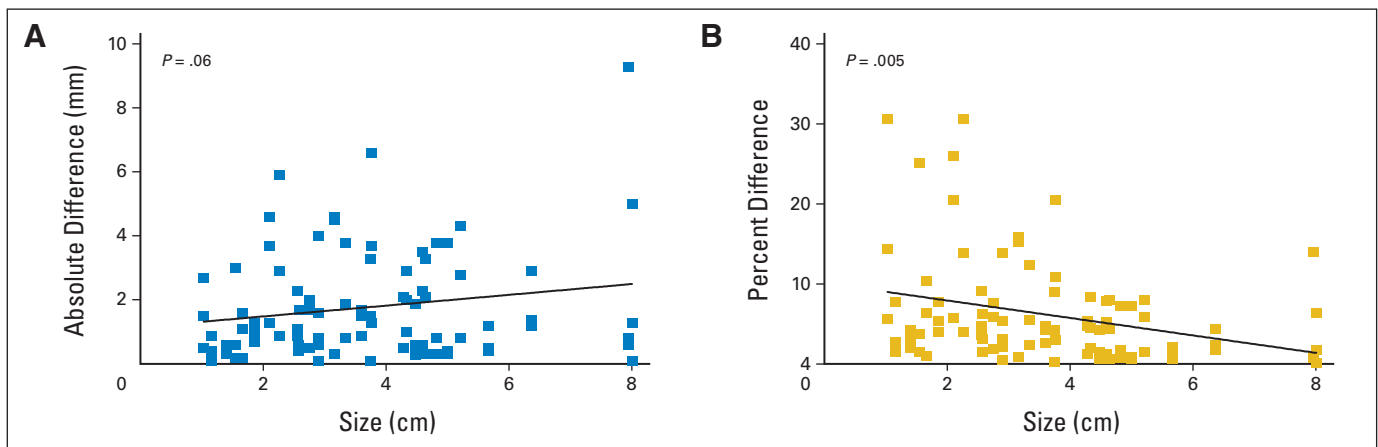 A
Absolute Difference (mm)
10
8
6
4
2
0
2
4
6
8
P = .06
Size (cm)
B
Percent Difference
40
30
20
10
4
0
2
4
6
8
P = .005
Size (cm)